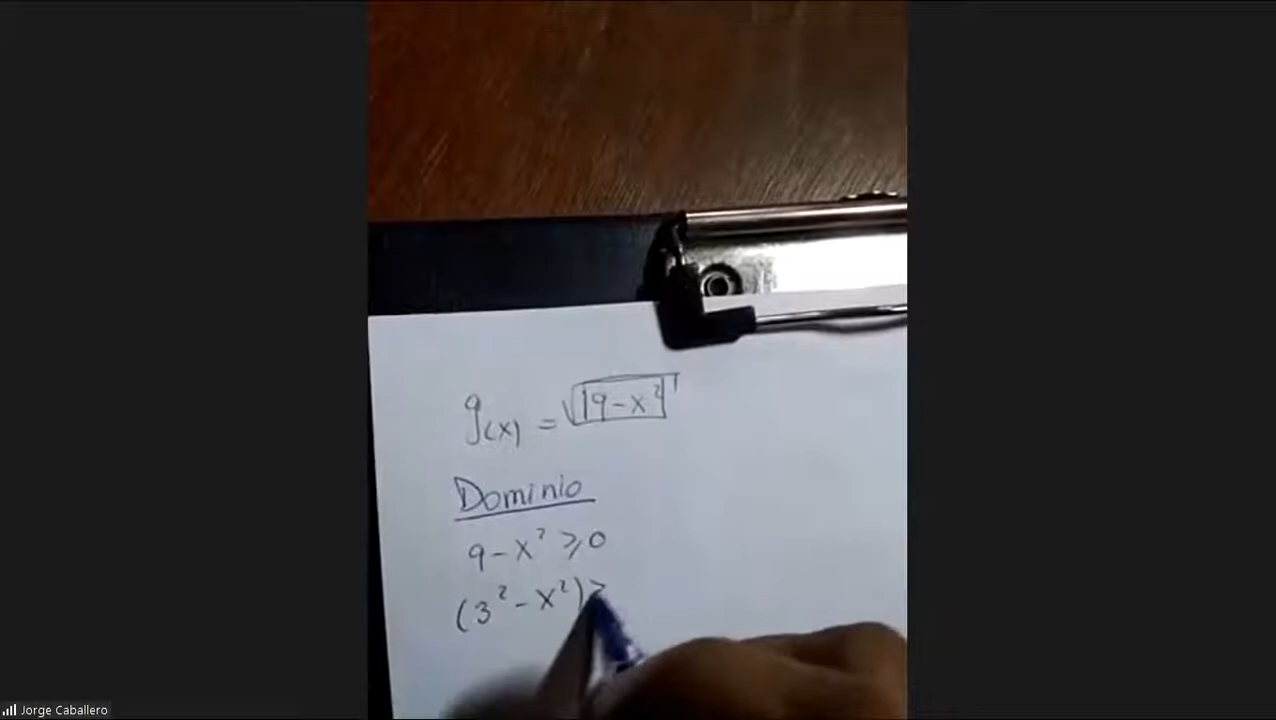 g(x) = √9-x²
Dominio
9-x² ≥ 0
(3²-x²) ≥
Jorge Caballero